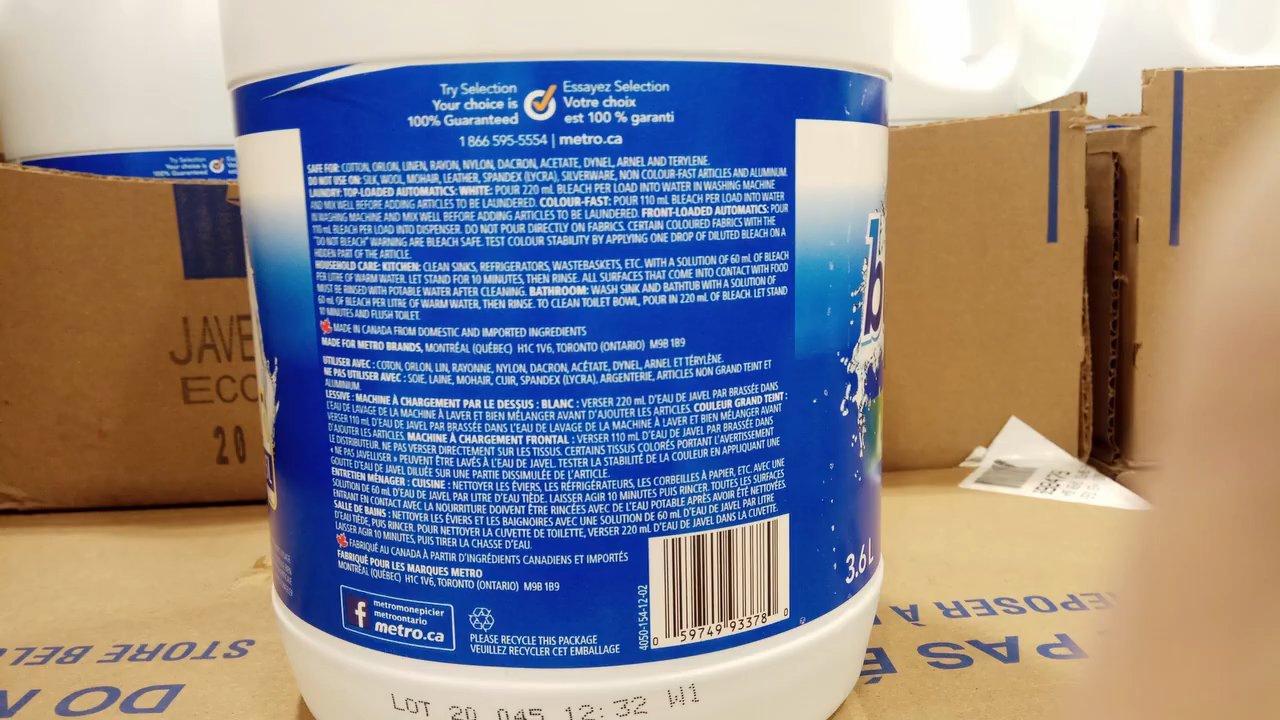 Try Selection
Your choice is
100% Guaranteed
Essayez Selection
Votre choix
est 100 % garanti
1 866 595-5554 | metro.ca
SAFE FOR: COTTON, ORLON, LINEN, RAYON, NYLON, DACRON, ACETATE, DYNEL, ARNEL AND TERYLENE.
DO NOT USE ON: SILK, WOOL, MOHAIR, LEATHER, SPANDEX (LYCRA), SILVERWARE, NON COLOUR-FAST ARTICLES AND ALUMINUM.
LAUNDRY: TOP-LOADED AUTOMATICS: WHITE: POUR 220 mL BLEACH PER LOAD INTO WATER IN WASHING MACHINE
AND MIX WELL BEFORE ADDING ARTICLES TO BE LAUNDERED. COLOUR-FAST: POUR 110 mL BLEACH PER LOAD INTO WATER
IN WASHING MACHINE AND MIX WELL BEFORE ADDING ARTICLES TO BE LAUNDERED. FRONT-LOADED AUTOMATICS: POUR
110 mL BLEACH PER LOAD INTO DISPENSER. DO NOT POUR DIRECTLY ON FABRICS. CERTAIN COLOURED FABRICS WITH THE
"DO NOT BLEACH" WARNING ARE BLEACH SAFE. TEST COLOUR STABILITY BY APPLYING ONE DROP OF DILUTED BLEACH ON A
HIDDEN PART OF THE ARTICLE.
HOUSEHOLD CARE: KITCHEN: CLEAN SINKS, REFRIGERATORS, WASTEBASKETS, ETC. WITH A SOLUTION OF 60 mL OF BLEACH
PER LITRE OF WARM WATER. LET STAND FOR 10 MINUTES, THEN RINSE. ALL SURFACES THAT COME INTO CONTACT WITH FOOD
MUST BE RINSED WITH POTABLE WATER AFTER CLEANING. BATHROOM: WASH SINK AND BATHTUB WITH A SOLUTION OF
60 mL OF BLEACH PER LITRE OF WARM WATER, THEN RINSE. TO CLEAN TOILET BOWL, POUR IN 220 mL OF BLEACH. LET STAND
10 MINUTES AND FLUSH TOILET.
MADE IN CANADA FROM DOMESTIC AND IMPORTED INGREDIENTS
MADE FOR METRO BRANDS, MONTRÉAL (QUÉBEC) H1C 1V6, TORONTO (ONTARIO) M9B 1B9
UTILISER AVEC : COTON, ORLON, LIN, RAYONNE, NYLON, DACRON, ACÉTATE, DYNEL, ARNEL ET TÉRYLÈNE.
NE PAS UTILISER AVEC : SOIE, LAINE, MOHAIR, CUIR, SPANDEX (LYCRA), ARGENTERIE, ARTICLES NON GRAND TEINT ET
ALUMINIUM.
LESSIVE : MACHINE À CHARGEMENT PAR LE DESSUS : BLANC : VERSER 220 mL D'EAU DE JAVEL PAR BRASSÉE DANS
L'EAU DE LAVAGE DE LA MACHINE À LAVER ET BIEN MÉLANGER AVANT D'AJOUTER LES ARTICLES. COULEUR GRAND TEINT :
VERSER 110 mL D'EAU DE JAVEL PAR BRASSÉE DANS L'EAU DE LAVAGE DE LA MACHINE À LAVER ET BIEN MÉLANGER AVANT
D'AJOUTER LES ARTICLES. MACHINE À CHARGEMENT FRONTAL : VERSER 110 mL D'EAU DE JAVEL PAR BRASSÉE DANS
LE DISTRIBUTEUR. NE PAS VERSER DIRECTEMENT SUR LES TISSUS. CERTAINS TISSUS COLORÉS PORTANT L'AVERTISSEMENT
« NE PAS JAVELLISER » PEUVENT ÊTRE LAVÉS À L'EAU DE JAVEL. TESTER LA STABILITÉ DE LA COULEUR EN APPLIQUANT UNE
GOUTTE D'EAU DE JAVEL DILUÉE SUR UNE PARTIE DISSIMULÉE DE L'ARTICLE.
ENTRETIEN MÉNAGER : CUISINE : NETTOYER LES ÉVIERS, LES RÉFRIGÉRATEURS, LES CORBEILLES À PAPIER, ETC. AVEC UNE
SOLUTION DE 60 mL D'EAU DE JAVEL PAR LITRE D'EAU TIÈDE. LAISSER AGIR 10 MINUTES PUIS RINCER. TOUTES LES SURFACES
ENTRANT EN CONTACT AVEC LA NOURRITURE DOIVENT ÊTRE RINCÉES AVEC DE L'EAU POTABLE APRÈS AVOIR ÉTÉ NETTOYÉES.
SALLE DE BAINS : NETTOYER LES ÉVIERS ET LES BAIGNOIRES AVEC UNE SOLUTION DE 60 mL D'EAU DE JAVEL PAR LITRE
D'EAU TIÈDE, PUIS RINCER. POUR NETTOYER LA CUVETTE DE TOILETTE, VERSER 220 mL D'EAU DE JAVEL DANS LA CUVETTE.
LAISSER AGIR 10 MINUTES, PUIS TIRER LA CHASSE D'EAU.
FABRIQUÉ AU CANADA À PARTIR D'INGRÉDIENTS CANADIENS ET IMPORTÉS
FABRIQUÉ POUR LES MARQUES METRO
MONTRÉAL (QUÉBEC) H1C 1V6, TORONTO (ONTARIO) M9B 1B9
metromonepicier
metroontario
metro.ca
PLEASE RECYCLE THIS PACKAGE
VEUILLEZ RECYCLER CET EMBALLAGE
4050-154-12-02
0 59749 93378 0
3.6 L
b
LOT 20 045 12:32 W1
Try Selection
Your choice is
100% Guaranteed
JAVE
ECO
20
STORE BEL
DO N
EPOSER À
PAS